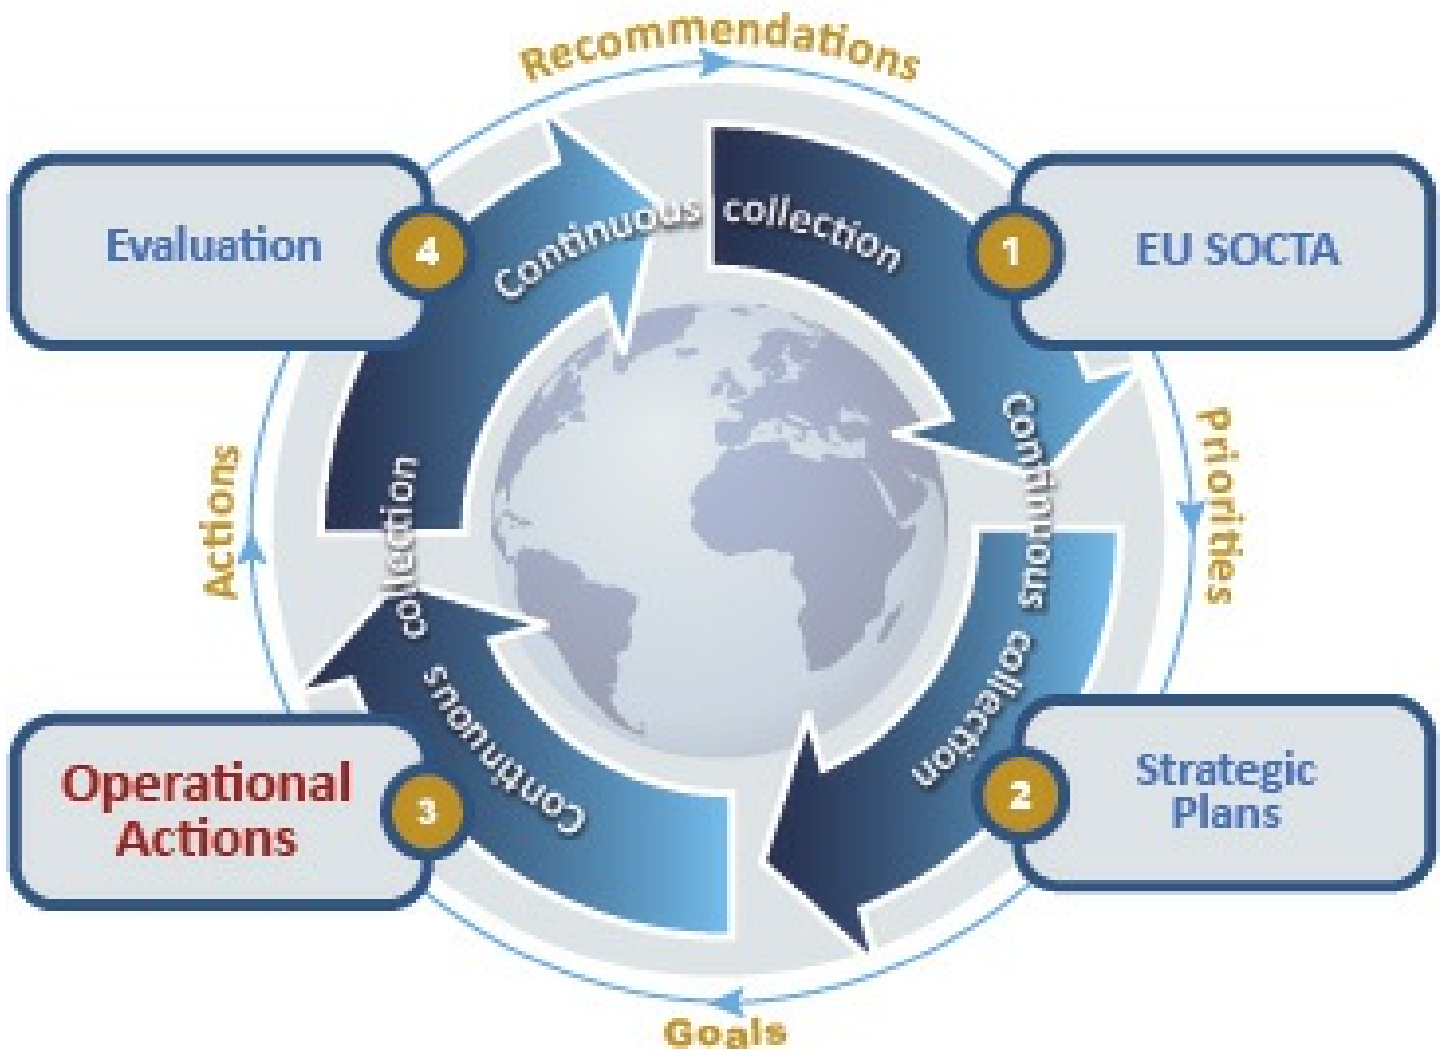 Recommendations
Evaluation
4
Continuous collection
1
EU SOCTA
Actions
Continuous collection
Continuous collection
Priorities
Operational
Actions
3
Continuous collection
2
Strategic
Plans
Goals